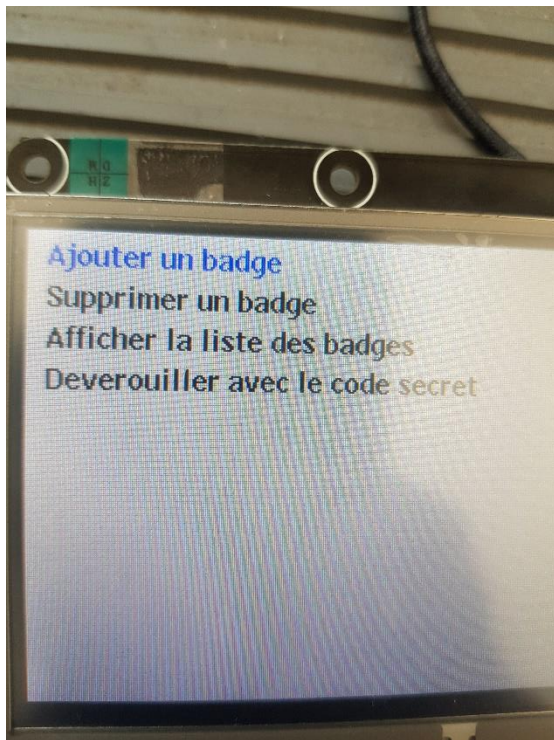 Ajouter un badge
Supprimer un badge
Afficher la liste des badges
Deverouiller avec le code secret